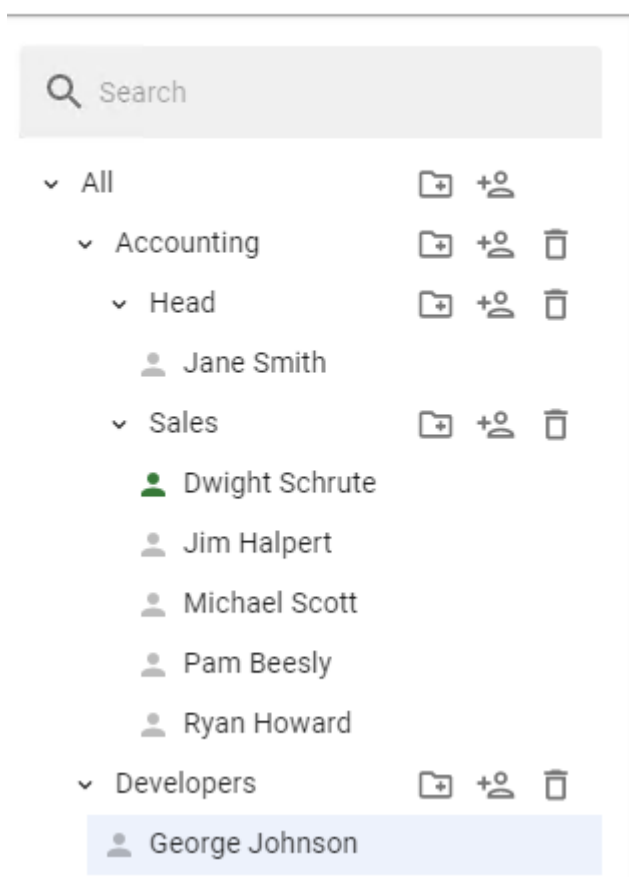 Search
All
Accounting
Head
Jane Smith
Sales
Dwight Schrute
Jim Halpert
Michael Scott
Pam Beesly
Ryan Howard
Developers
George Johnson